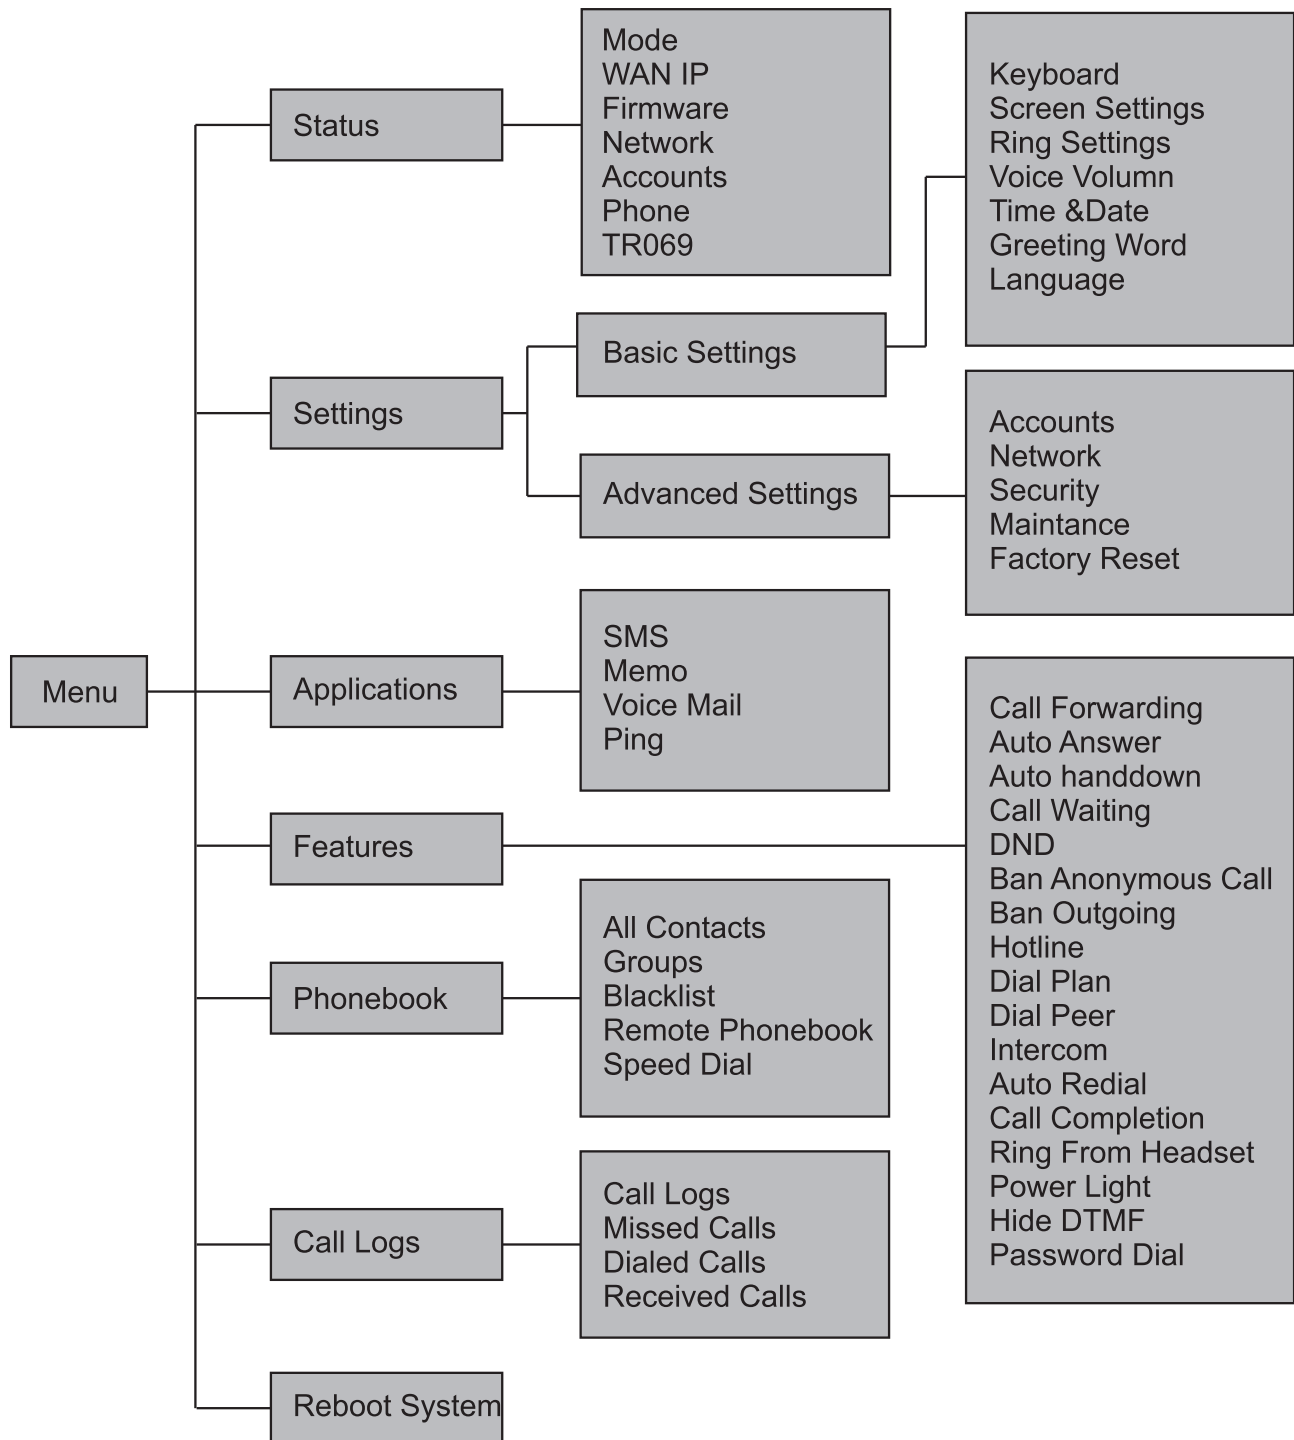 Menu
Status
Mode
WAN IP
Firmware
Network
Accounts
Phone
TR069
Settings
Basic Settings
Keyboard
Screen Settings
Ring Settings
Voice Volumn
Time &Date
Greeting Word
Language
Advanced Settings
Accounts
Network
Security
Maintance
Factory Reset
Applications
SMS
Memo
Voice Mail
Ping
Features
Call Forwarding
Auto Answer
Auto handdown
Call Waiting
DND
Ban Anonymous Call
Ban Outgoing
Hotline
Dial Plan
Dial Peer
Intercom
Auto Redial
Call Completion
Ring From Headset
Power Light
Hide DTMF
Password Dial
Phonebook
All Contacts
Groups
Blacklist
Remote Phonebook
Speed Dial
Call Logs
Call Logs
Missed Calls
Dialed Calls
Received Calls
Reboot System